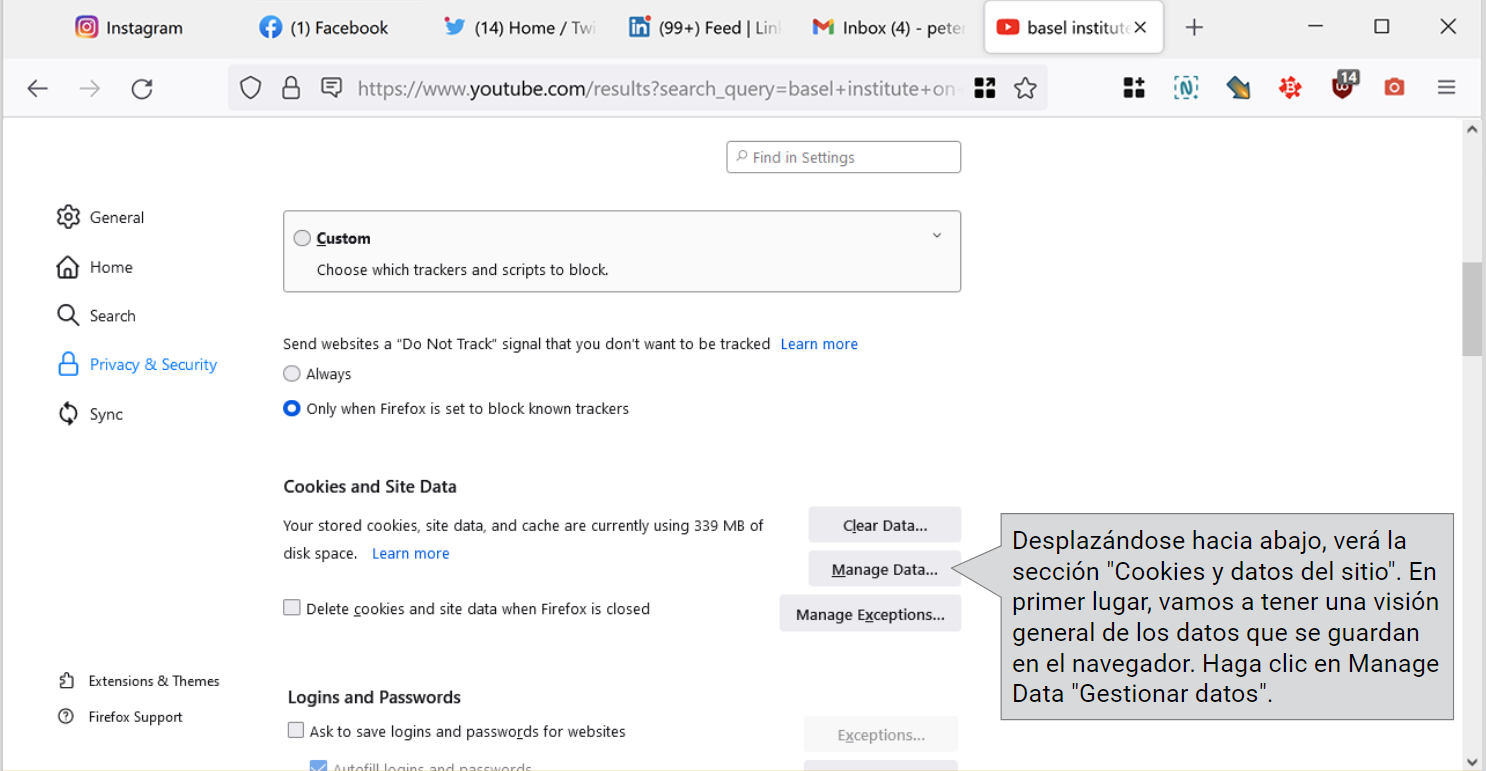 Instagram
(1) Facebook
(14) Home / Twi
(99+) Feed | Lin
Inbox (4) - peter
basel institute
https://www.youtube.com/results?search_query=basel+institute+on
14
Find in Settings
General
Home
Search
Privacy & Security
Sync
Extensions & Themes
Firefox Support
Custom
Choose which trackers and scripts to block.
Send websites a “Do Not Track” signal that you don't want to be tracked Learn more
Always
Only when Firefox is set to block known trackers
Cookies and Site Data
Your stored cookies, site data, and cache are currently using 339 MB of
disk space. Learn more
Clear Data...
Manage Data...
Delete cookies and site data when Firefox is closed
Manage Exceptions...
Logins and Passwords
Ask to save logins and passwords for websites
Exceptions...
Autofill logins and passwords
Desplazándose hacia abajo, verá la
sección "Cookies y datos del sitio". En
primer lugar, vamos a tener una visión
general de los datos que se guardan
en el navegador. Haga clic en Manage
Data "Gestionar datos".